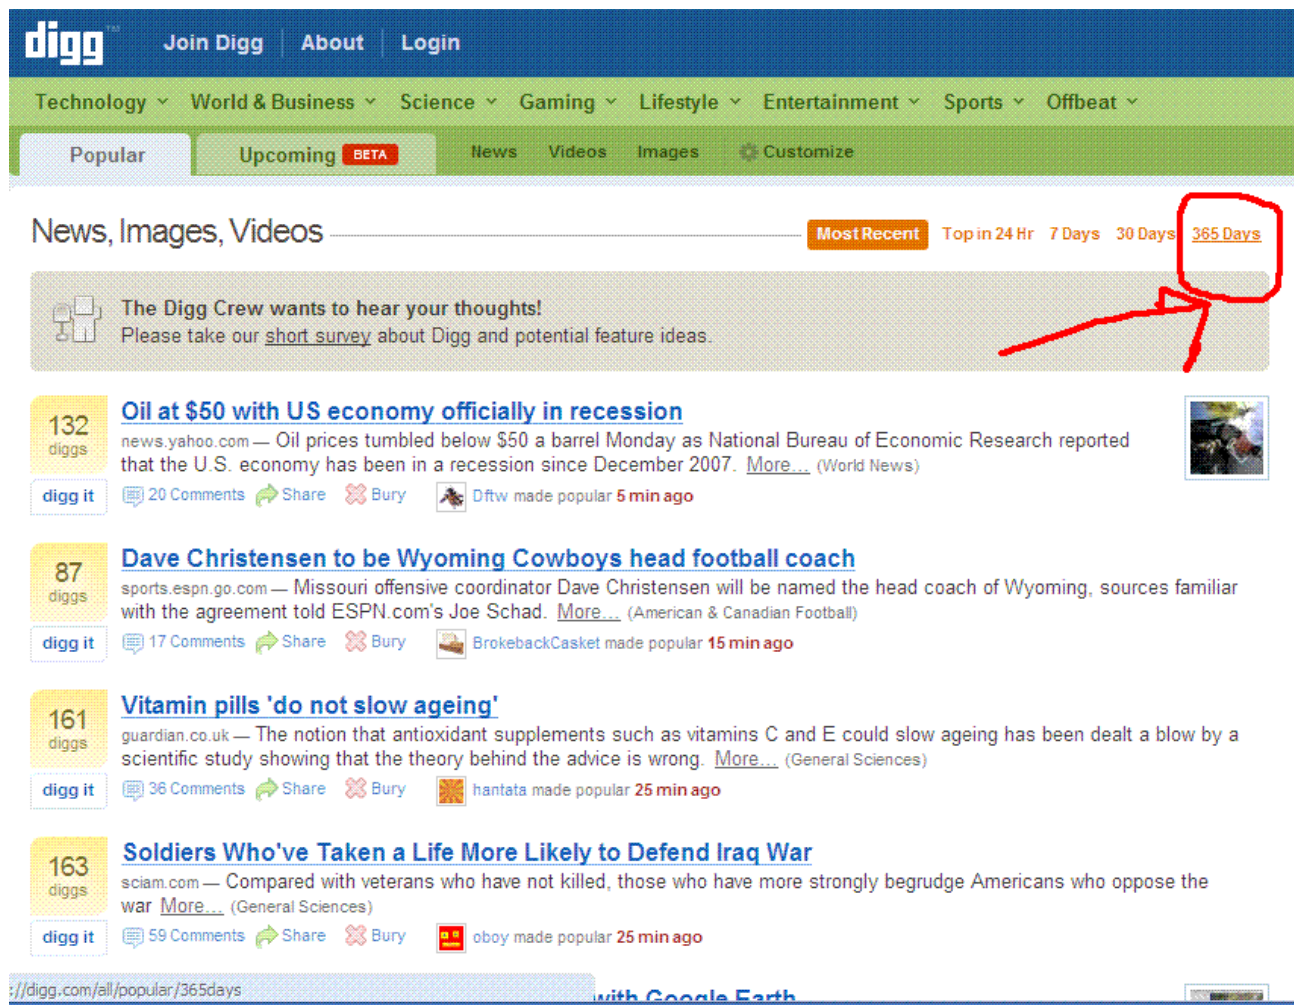 digg™ Join Digg About Login
Technology World & Business Science Gaming Lifestyle Entertainment Sports Offbeat
Popular Upcoming BETA News Videos Images Customize
News, Images, Videos Most Recent Top in 24 Hr 7 Days 30 Days 365 Days
The Digg Crew wants to hear your thoughts!
Please take our short survey about Digg and potential feature ideas.
132 diggs
digg it
Oil at $50 with US economy officially in recession
news.yahoo.com — Oil prices tumbled below $50 a barrel Monday as National Bureau of Economic Research reported
that the U.S. economy has been in a recession since December 2007. More... (World News)
20 Comments Share Bury Dftw made popular 5 min ago
87 diggs
digg it
Dave Christensen to be Wyoming Cowboys head football coach
sports.espn.go.com — Missouri offensive coordinator Dave Christensen will be named the head coach of Wyoming, sources familiar
with the agreement told ESPN.com's Joe Schad. More... (American & Canadian Football)
17 Comments Share Bury BrokebackCasket made popular 15 min ago
161 diggs
digg it
Vitamin pills 'do not slow ageing'
guardian.co.uk — The notion that antioxidant supplements such as vitamins C and E could slow ageing has been dealt a blow by a
scientific study showing that the theory behind the advice is wrong. More... (General Sciences)
36 Comments Share Bury hantata made popular 25 min ago
163 diggs
digg it
Soldiers Who've Taken a Life More Likely to Defend Iraq War
sciam.com — Compared with veterans who have not killed, those who have more strongly begrudge Americans who oppose the
war More... (General Sciences)
59 Comments Share Bury oboy made popular 25 min ago
://digg.com/all/popular/365days
with Google Earth